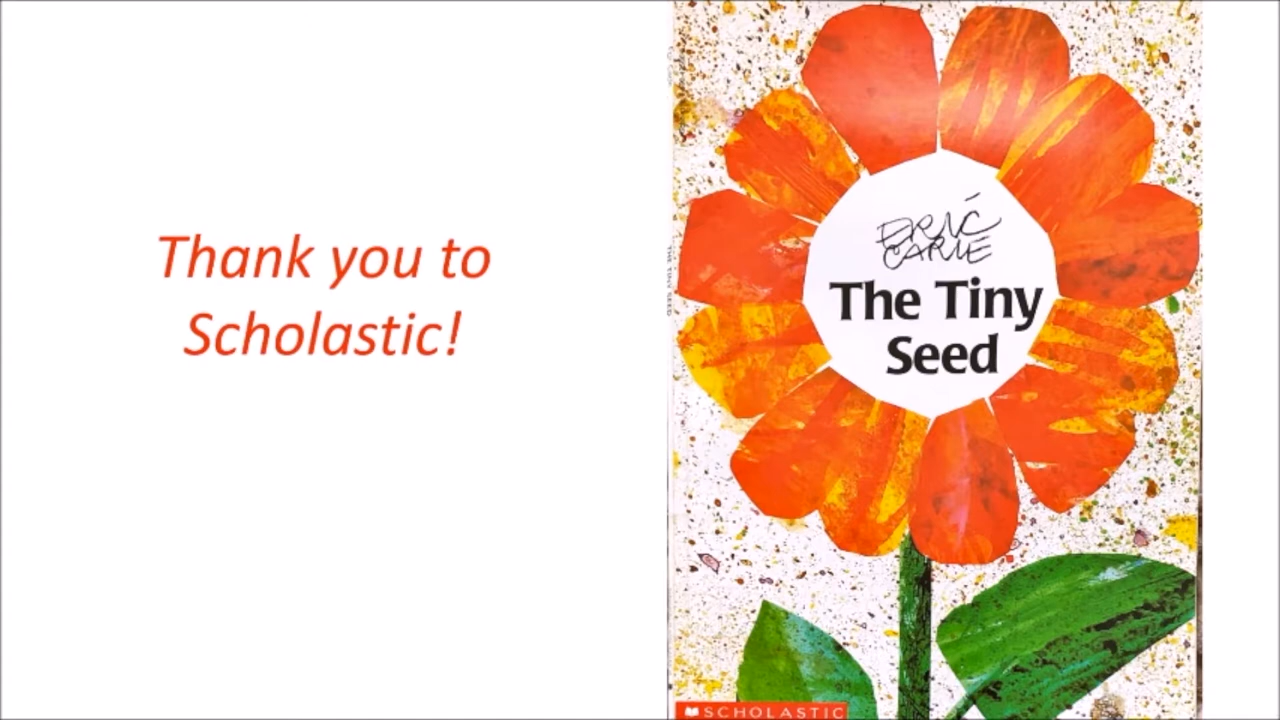 Thank you to
Scholastic!
ERIC
CARLE
The Tiny
Seed
THE TINY SEED
SCHOLASTIC